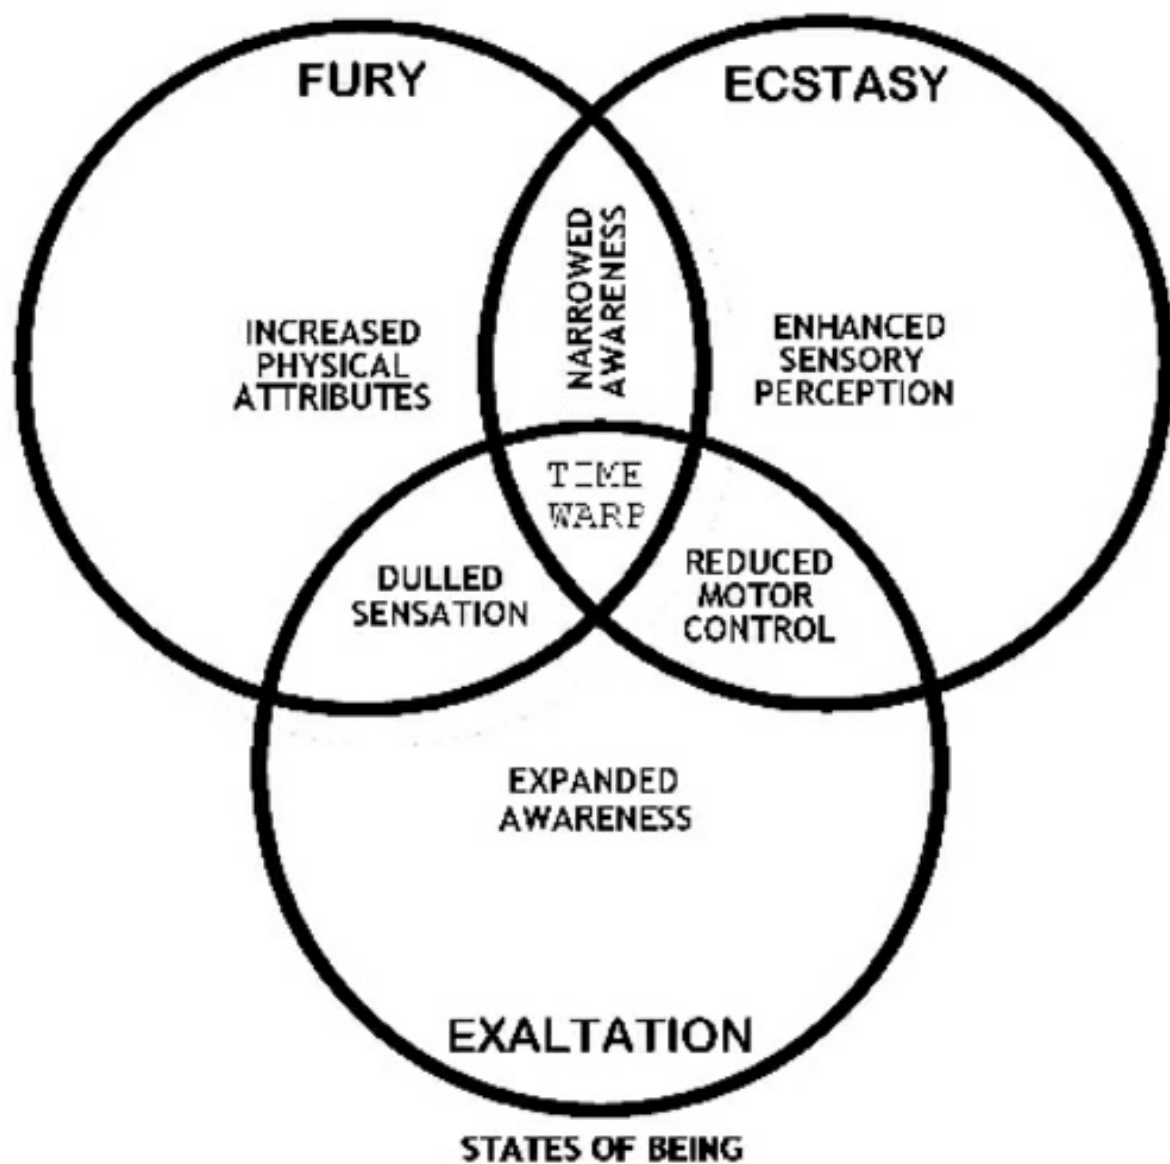 FURY
ECSTASY
NARROWED
AWARENESS
INCREASED
PHYSICAL
ATTRIBUTES
ENHANCED
SENSORY
PERCEPTION
TIME
WARP
DULLED
SENSATION
REDUCED
MOTOR
CONTROL
EXPANDED
AWARENESS
EXALTATION
STATES OF BEING